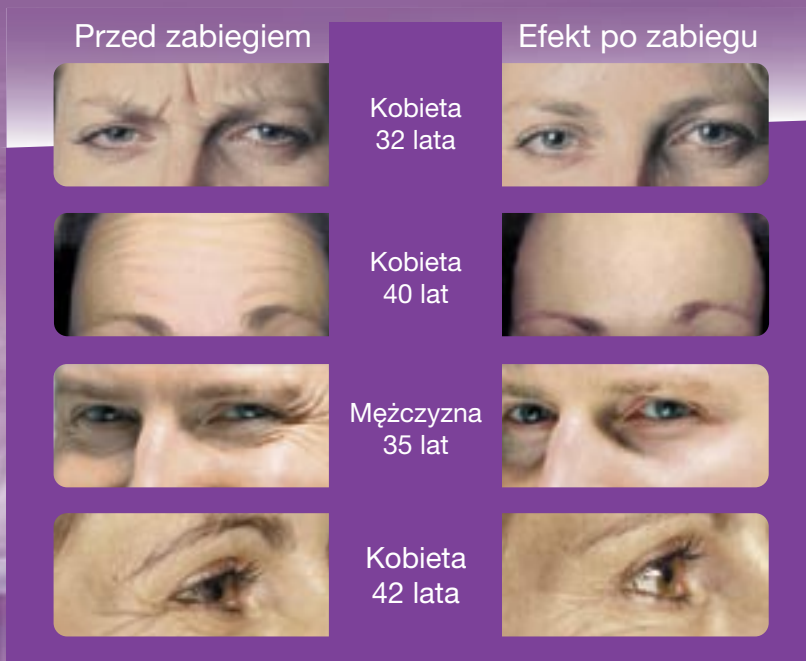 Przed zabiegiem
Efekt po zabiegu
Kobieta
32 lata
Kobieta
40 lat
Mężczyzna
35 lat
Kobieta
42 lata